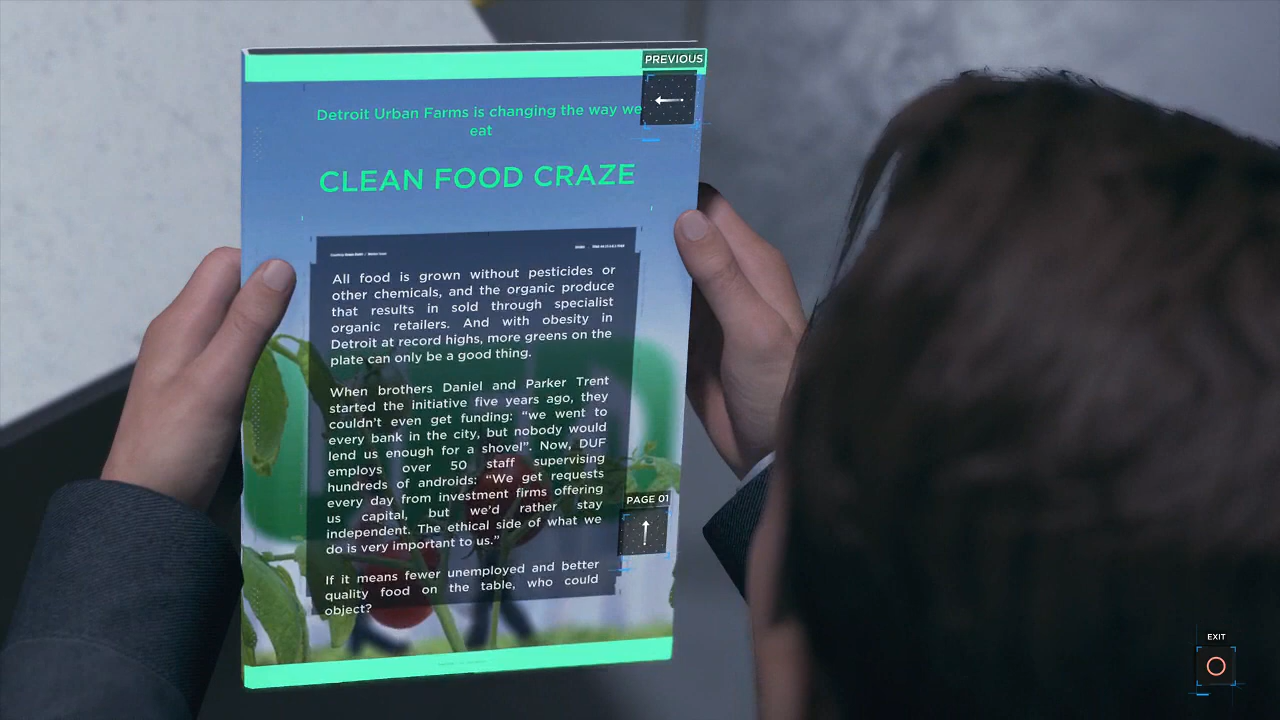 PREVIOUS
Detroit Urban Farms is changing the way we
eat
CLEAN FOOD CRAZE
All food is grown without pesticides or
other chemicals, and the organic produce
that results in sold through specialist
organic retailers. And with obesity in
Detroit at record highs, more greens on the
plate can only be a good thing.
When brothers Daniel and Parker Trent
started the initiative five years ago, they
couldn't even get funding: “we went to
every bank in the city, but nobody would
lend us enough for a shovel”. Now, DUF
employs over 50 staff supervising
hundreds of androids: “We get requests
every day from investment firms offering
us capital, but we'd rather stay
independent. The ethical side of what we
do is very important to us.”
PAGE 01
If it means fewer unemployed and better
quality food on the table, who could
object?
EXIT